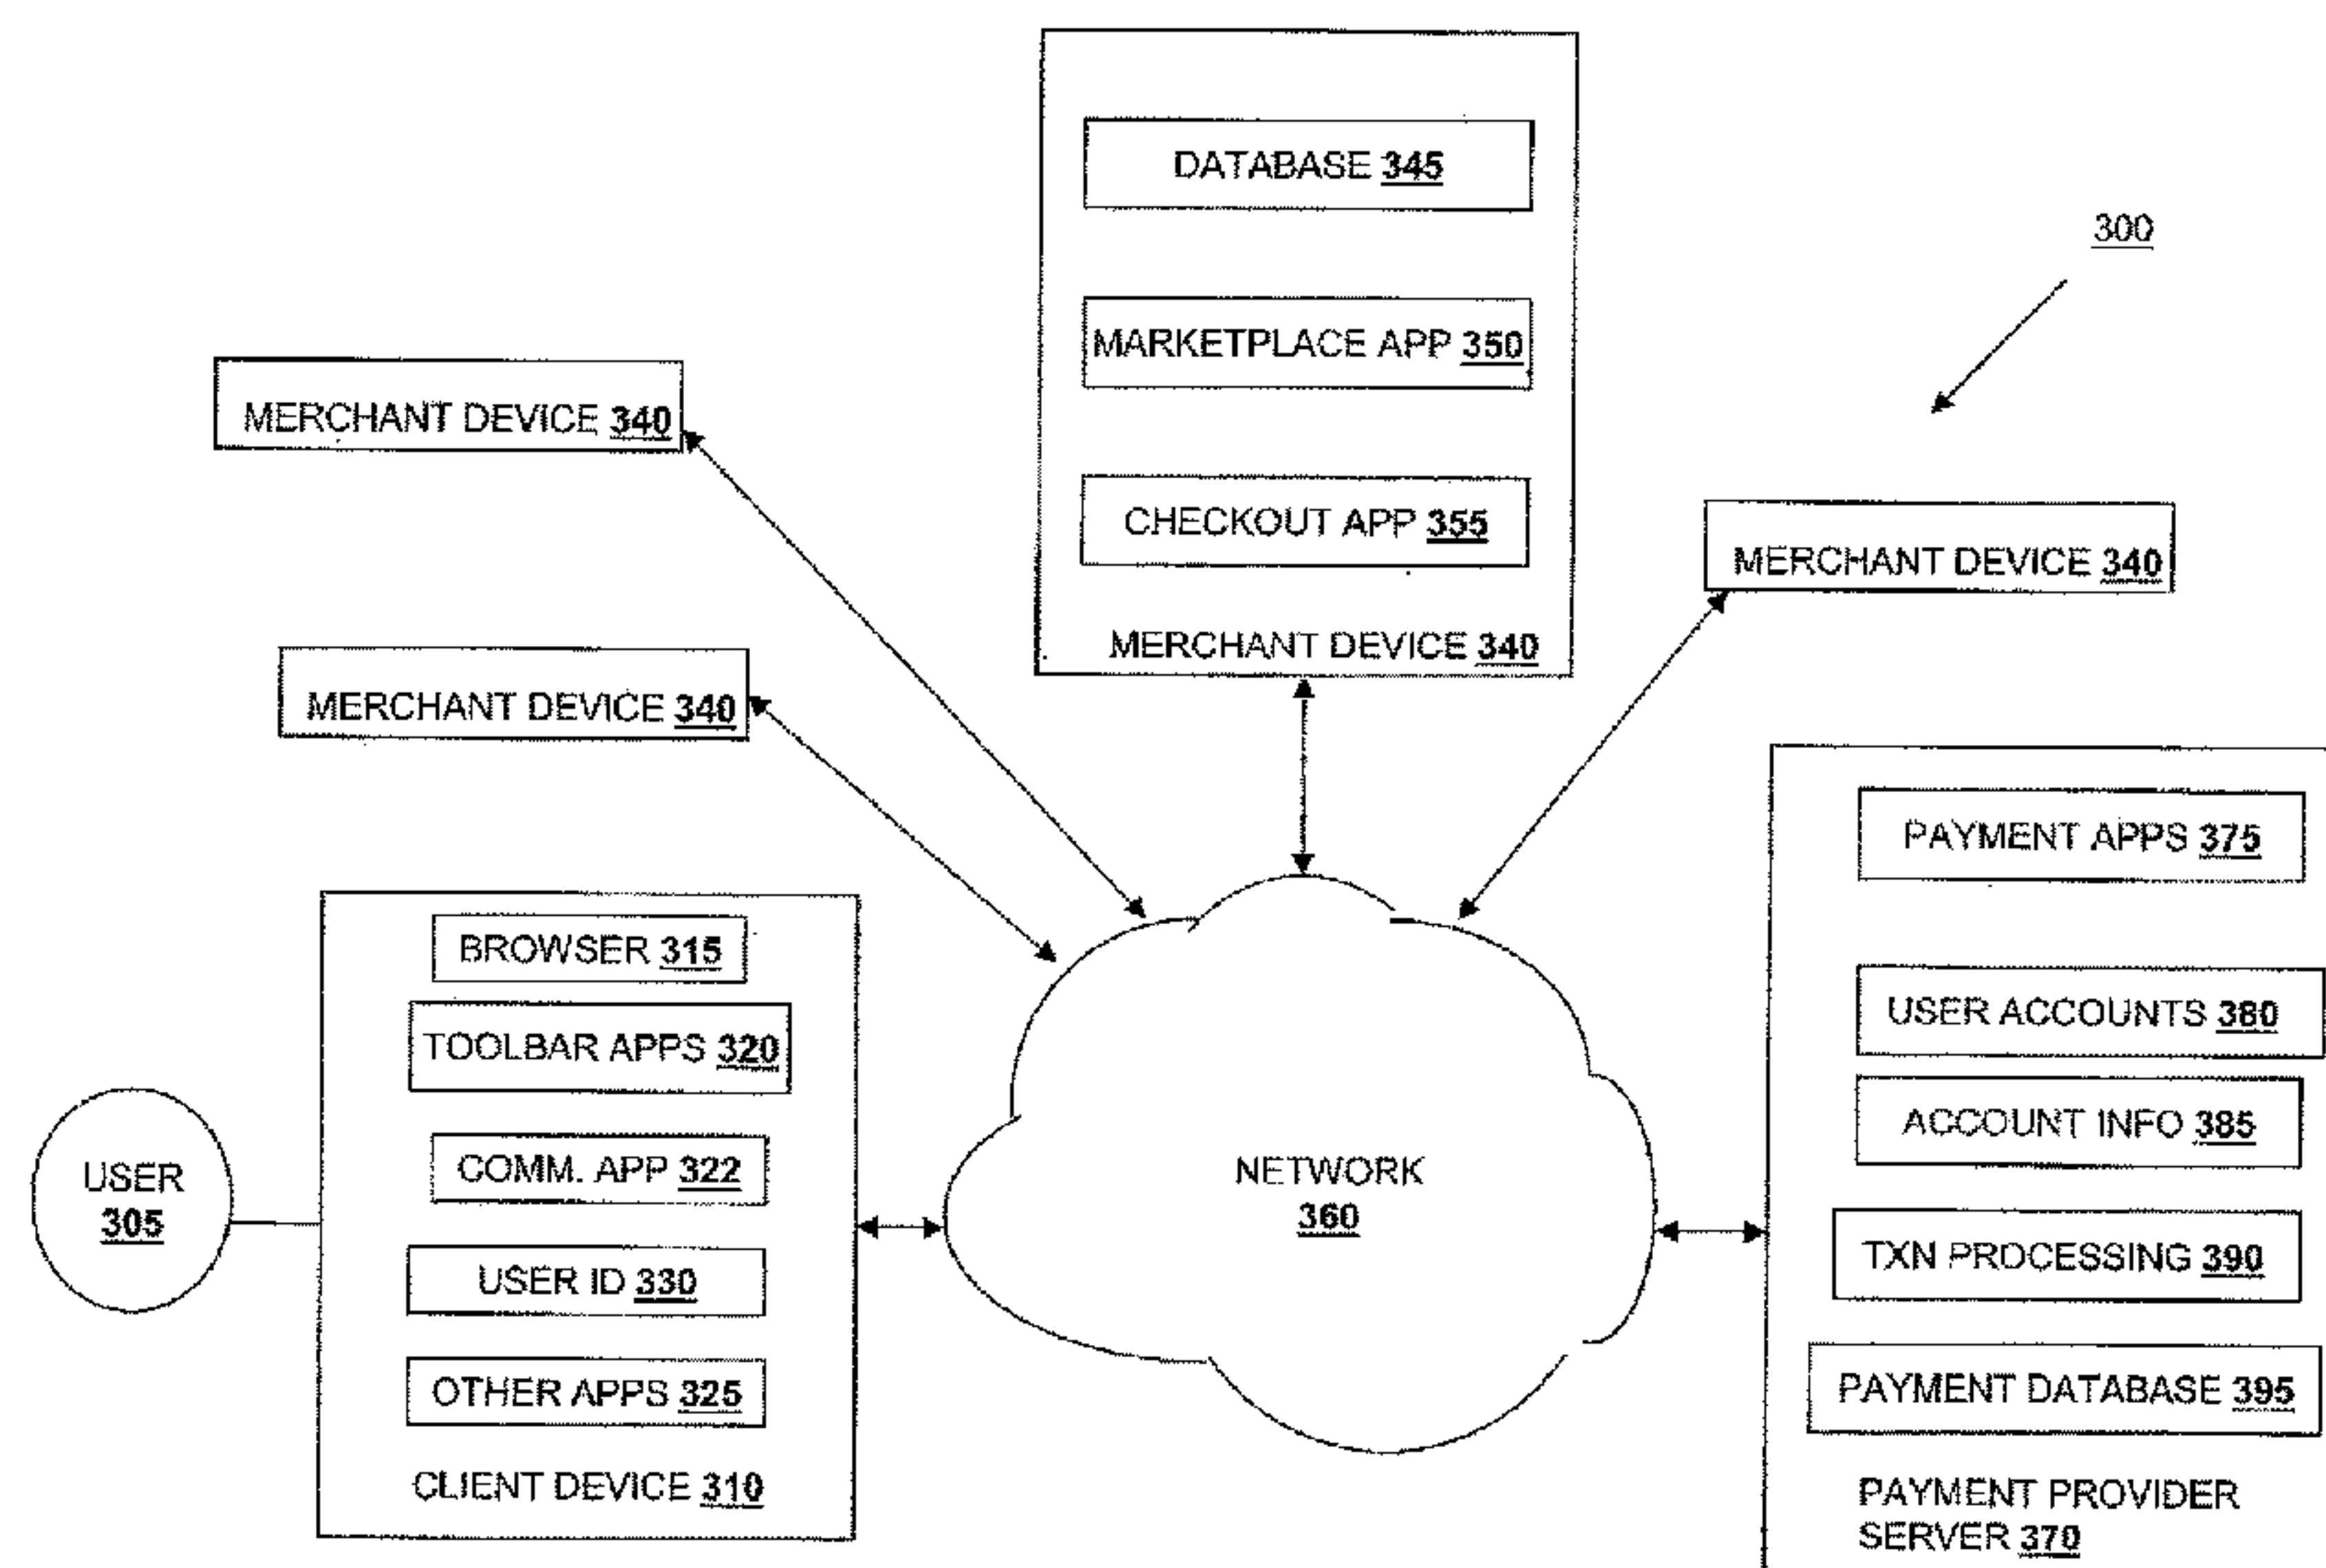 DATABASE 345
MARKETPLACE APP 350
CHECKOUT APP 355
MERCHANT DEVICE 340
300
MERCHANT DEVICE 340
MERCHANT DEVICE 340
MERCHANT DEVICE 340
BROWSER 315
TOOLBAR APPS 320
COMM. APP 322
USER ID 330
OTHER APPS 325
CLIENT DEVICE 310
USER
305
NETWORK
360
PAYMENT APPS 375
USER ACCOUNTS 380
ACCOUNT INFO 385
TXN PROCESSING 390
PAYMENT DATABASE 395
PAYMENT PROVIDER
SERVER 370